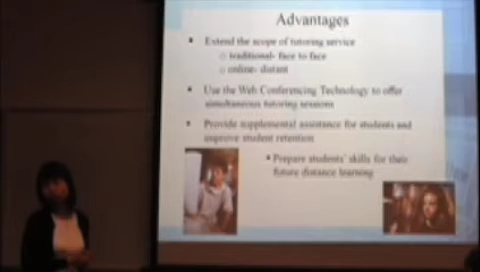 Advantages
• Extend the scope of tutoring service
o traditional- face to face
o online- distant
• Use the Web Conferencing Technology to offer
simultaneous tutoring sessions
• Provide supplemental assistance for students and
improve student retention
• Prepare students' skills for their
future distance learning